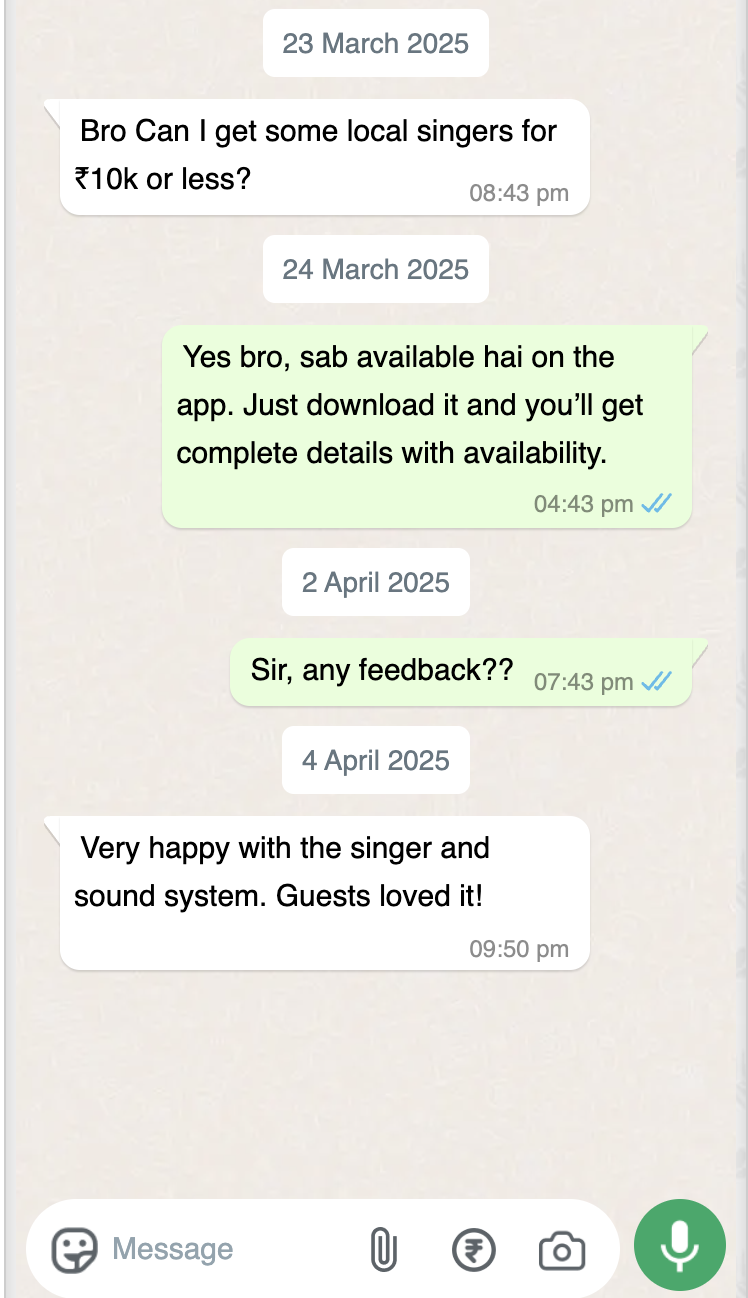 23 March 2025
Bro Can I get some local singers for
₹10k or less?
08:43 pm
24 March 2025
Yes bro, sab available hai on the
app. Just download it and you’ll get
complete details with availability.
04:43 pm
2 April 2025
Sir, any feedback??
07:43 pm
4 April 2025
Very happy with the singer and
sound system. Guests loved it!
09:50 pm
Message
₹